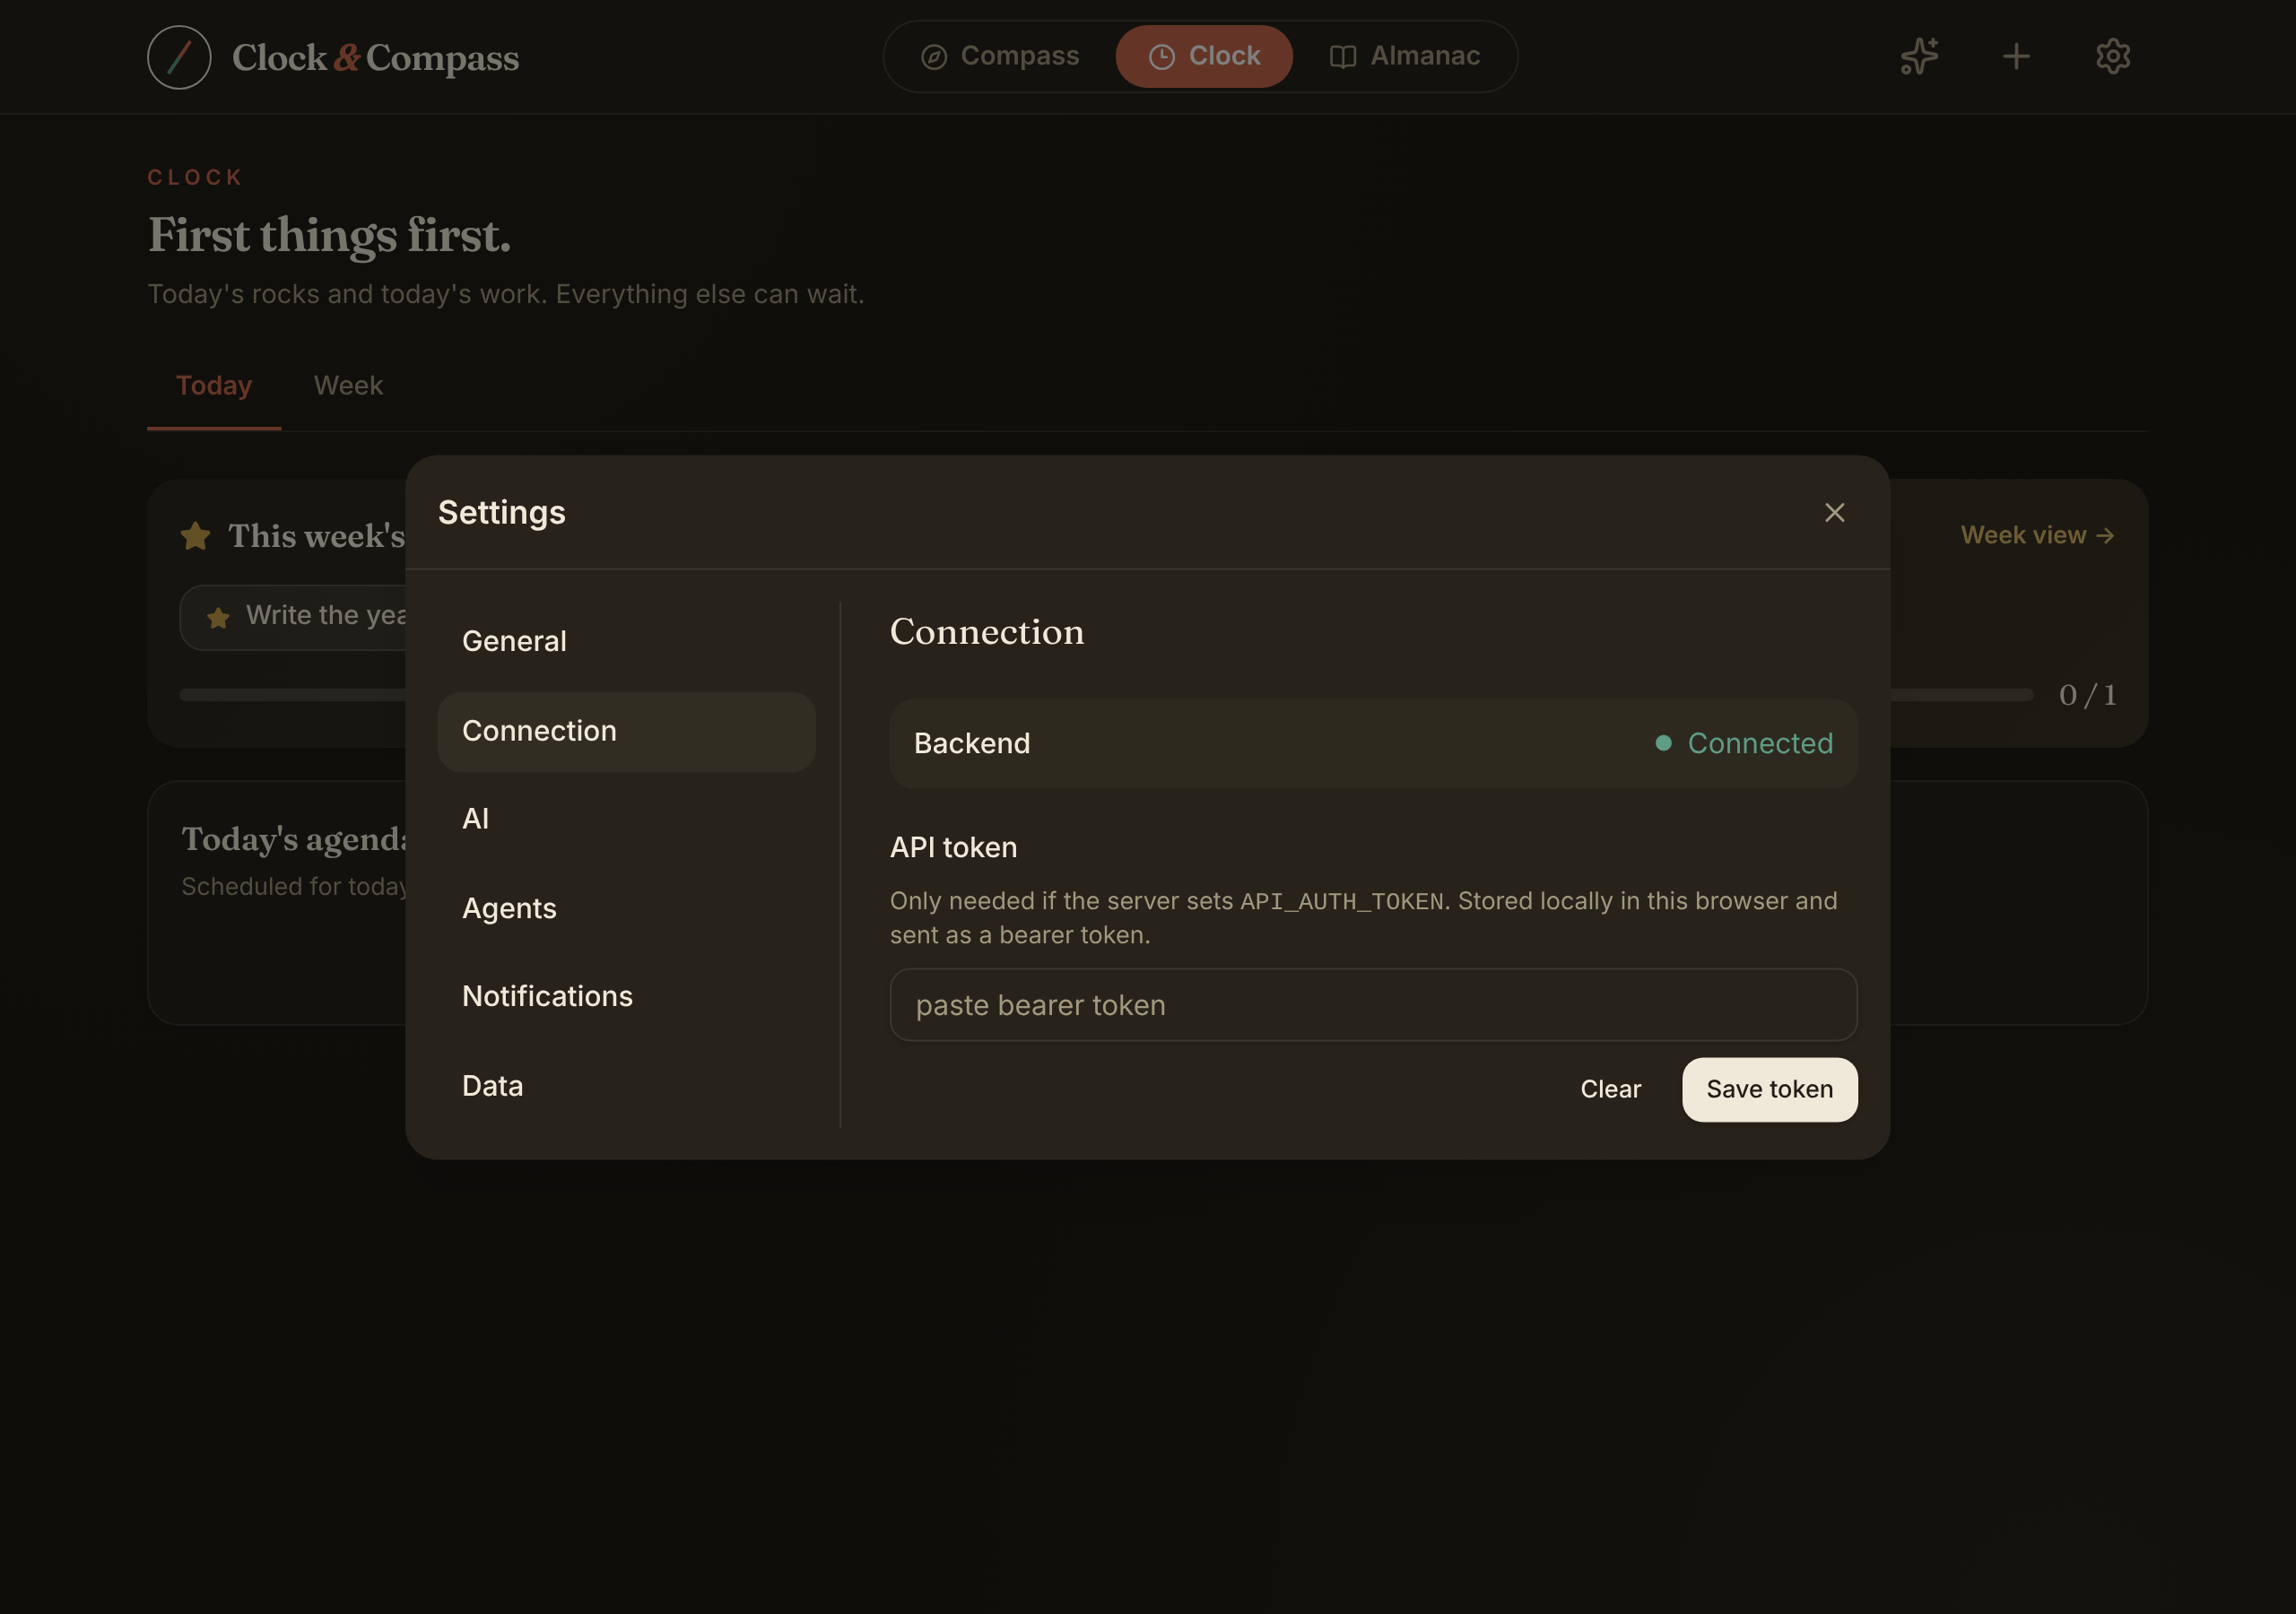 Clock & Compass
Compass
Clock
Almanac
CLOCK
First things first.
Today's rocks and today's work. Everything else can wait.
Today
Week
This week's
Week view →
Write the yea
0 / 1
Today's agenda
Scheduled for today
Settings
General
Connection
AI
Agents
Notifications
Data
Connection
Backend
Connected
API token
Only needed if the server sets API_AUTH_TOKEN. Stored locally in this browser and
sent as a bearer token.
paste bearer token
Clear
Save token